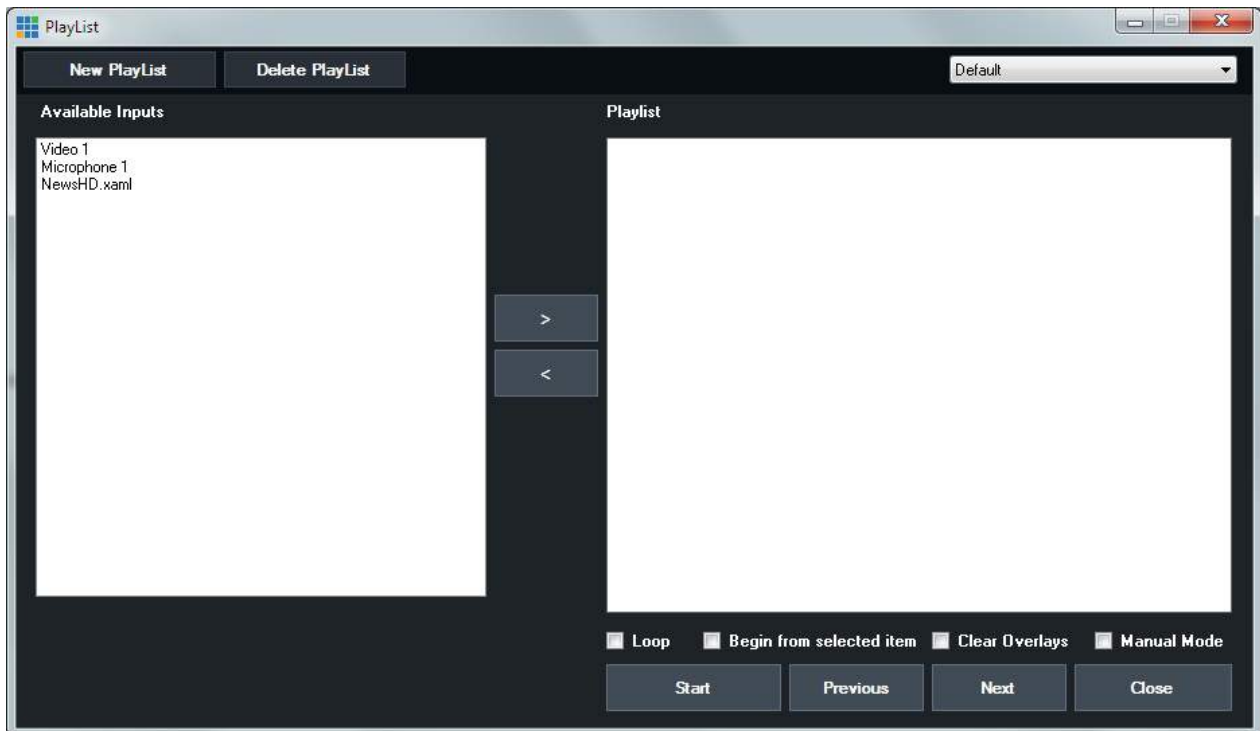 PlayList
New PlayList
Delete PlayList
Default
Available Inputs
Playlist
Video 1
Microphone 1
NewsHD.xaml
>
<
Loop
Begin from selected item
Clear Overlays
Manual Mode
Start
Previous
Next
Close